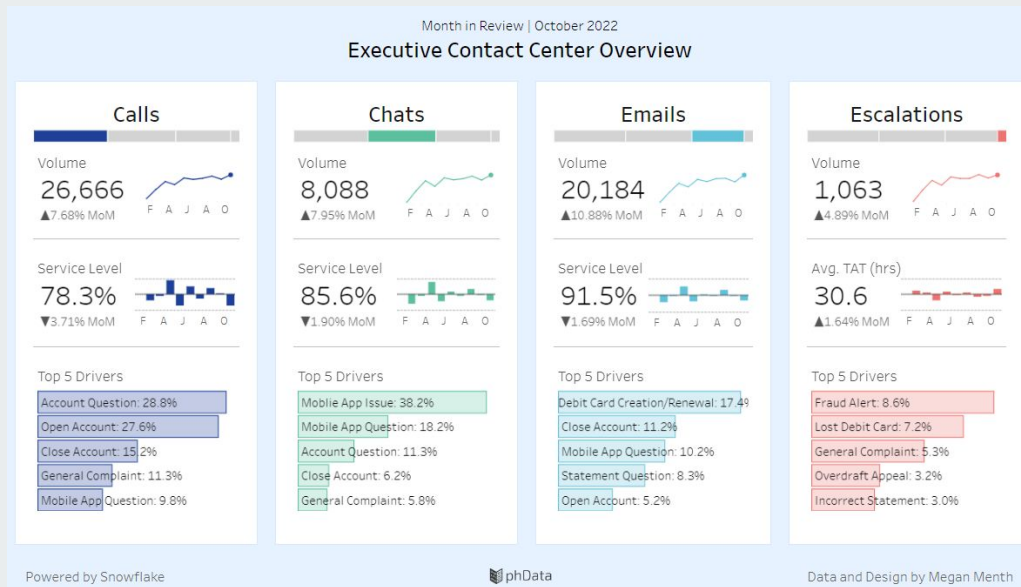 Month in Review | October 2022
Executive Contact Center Overview
Calls
Volume
26,666
▲7.68% MoM
F A J A O
Service Level
78.3%
▼3.71% MoM
F A J A O
Top 5 Drivers
Account Question: 28.8%
Open Account: 27.6%
Close Account: 15.2%
General Complaint: 11.3%
Mobile App Question: 9.8%
Chats
Volume
8,088
▲7.95% MoM
F A J A O
Service Level
85.6%
▼1.90% MoM
F A J A O
Top 5 Drivers
Moblie App Issue: 38.2%
Mobile App Question: 18.2%
Account Question: 11.3%
Close Account: 6.2%
General Complaint: 5.8%
Emails
Volume
20,184
▲10.88% MoM
F A J A O
Service Level
91.5%
▼1.69% MoM
F A J A O
Top 5 Drivers
Debit Card Creation/Renewal: 17.4%
Close Account: 11.2%
Mobile App Question: 10.2%
Statement Question: 8.3%
Open Account: 5.2%
Escalations
Volume
1,063
▲4.89% MoM
F A J A O
Avg. TAT (hrs)
30.6
▲1.64% MoM
F A J A O
Top 5 Drivers
Fraud Alert: 8.6%
Lost Debit Card: 7.2%
General Complaint: 5.3%
Overdraft Appeal: 3.2%
Incorrect Statement: 3.0%
Powered by Snowflake
phData
Data and Design by Megan Menth